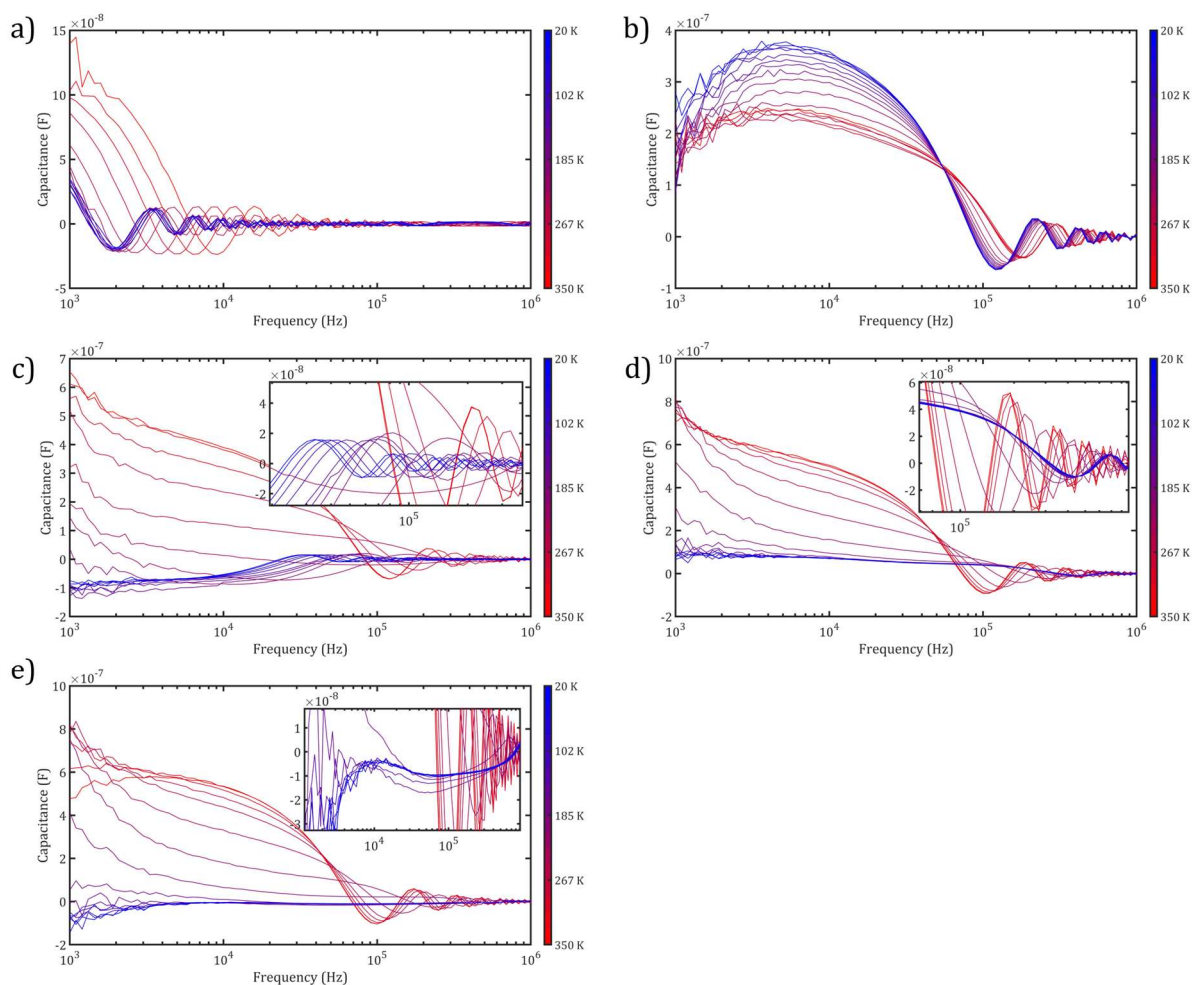 a)
×10⁻⁸
15
10
5
0
-5
Capacitance (F)
10³
10⁴
10⁵
10⁶
Frequency (Hz)
20 K
102 K
185 K
267 K
350 K
b)
×10⁻⁷
4
3
2
1
0
-1
Capacitance (F)
10³
10⁴
10⁵
10⁶
Frequency (Hz)
20 K
102 K
185 K
267 K
350 K
c)
×10⁻⁷
7
6
5
4
3
2
1
0
-1
-2
Capacitance (F)
×10⁻⁸
4
2
0
-2
10⁵
10³
10⁴
10⁵
10⁶
Frequency (Hz)
20 K
102 K
185 K
267 K
350 K
d)
×10⁻⁷
10
8
6
4
2
0
-2
Capacitance (F)
×10⁻⁸
6
4
2
0
-2
10⁵
10³
10⁴
10⁵
10⁶
Frequency (Hz)
20 K
102 K
185 K
267 K
350 K
e)
×10⁻⁷
10
8
6
4
2
0
-2
Capacitance (F)
×10⁻⁸
1
0
-1
-2
-3
10⁴
10⁵
10³
10⁴
10⁵
10⁶
Frequency (Hz)
20 K
102 K
185 K
267 K
350 K